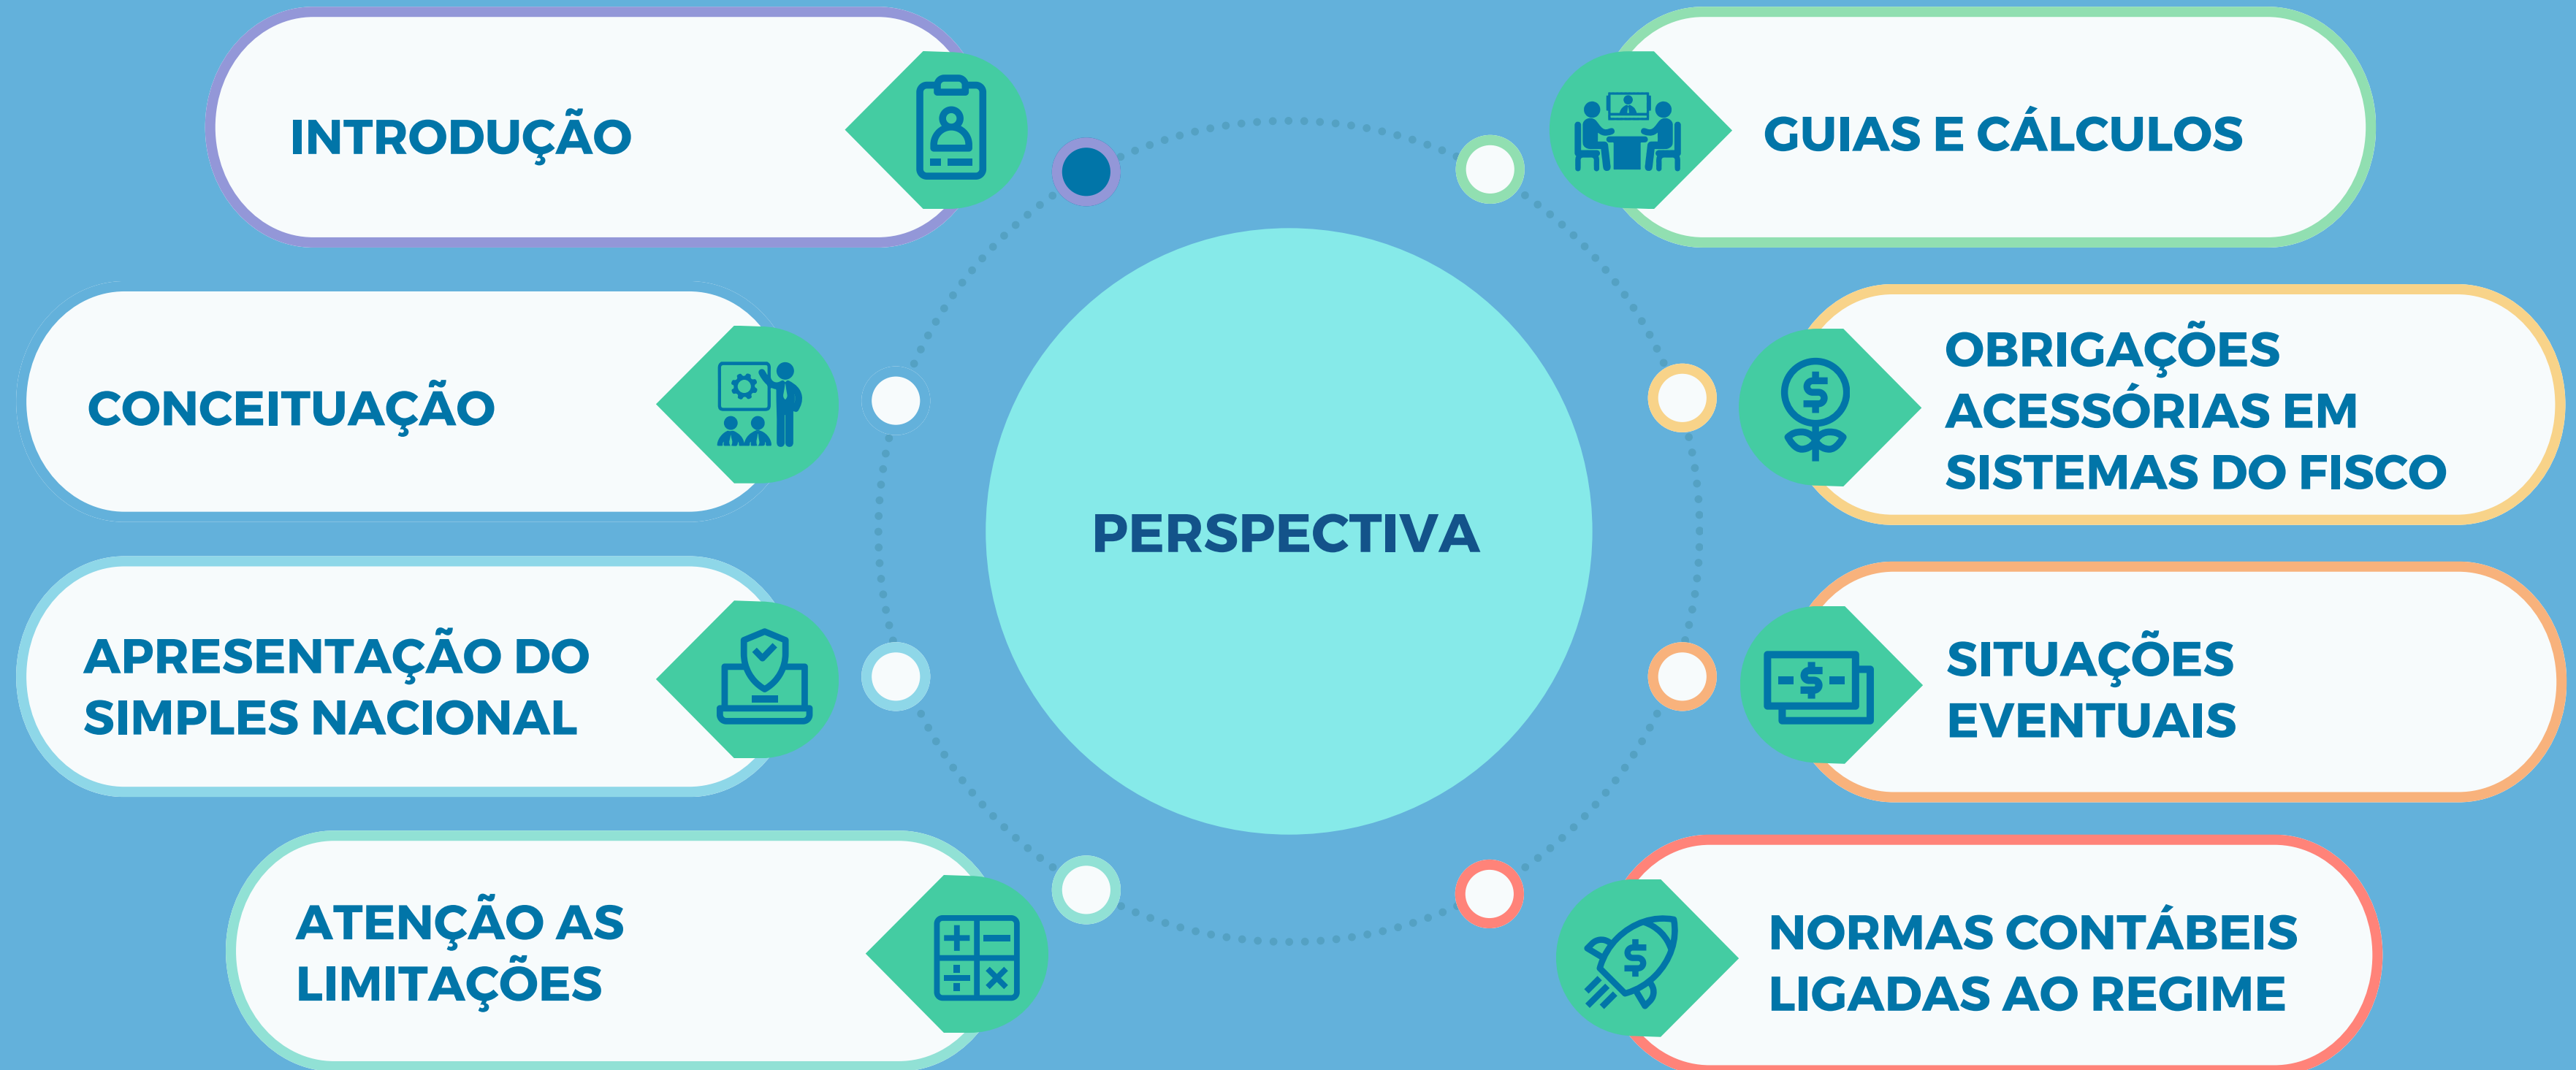 INTRODUÇÃO
CONCEITUAÇÃO
APRESENTAÇÃO DO
SIMPLES NACIONAL
ATENÇÃO AS
LIMITAÇÕES
PERSPECTIVA
GUIAS E CÁLCULOS
OBRIGAÇÕES
ACESSÓRIAS EM
SISTEMAS DO FISCO
SITUAÇÕES
EVENTUAIS
NORMAS CONTÁBEIS
LIGADAS AO REGIME